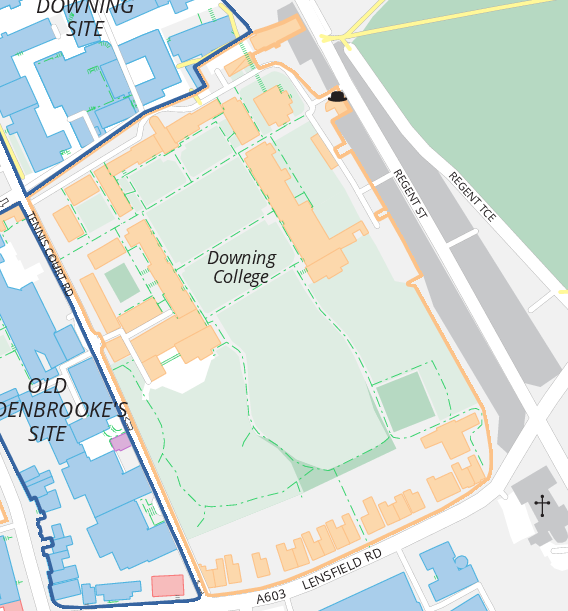 DOWNING
SITE
TENNIS COURT RD
REGENT ST
REGENT TCE
Downing
College
OLD
DENBROOKE'S
SITE
A603 LENSFIELD RD